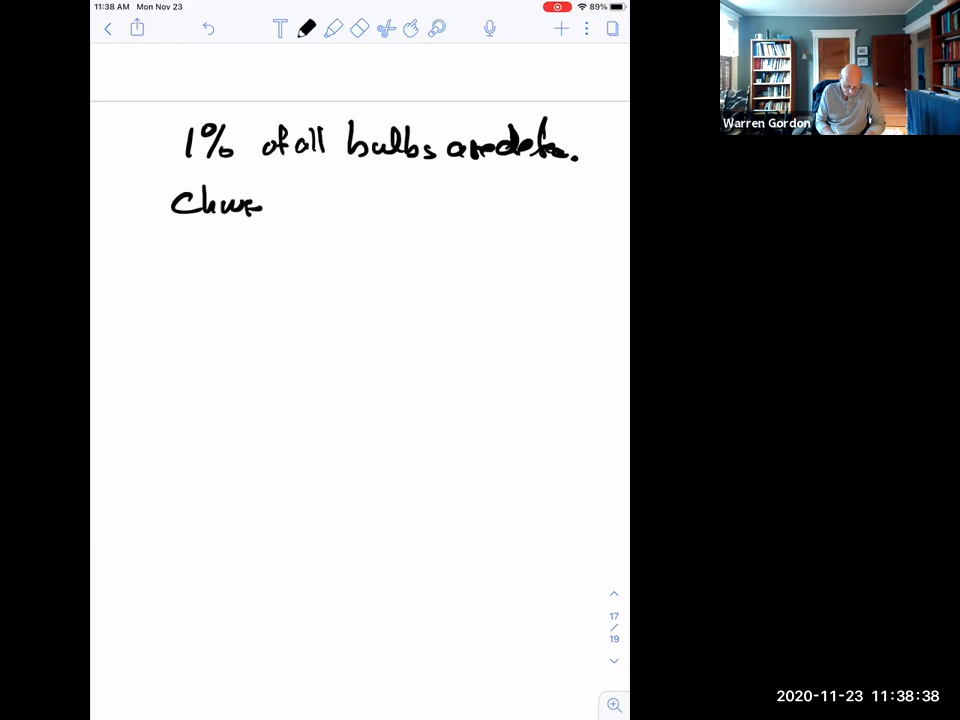 11:38 AM Mon Nov 23
89%
T
1% of all bulbs are
17
/
19
Warren Gordon
2020-11-23 11:38:38